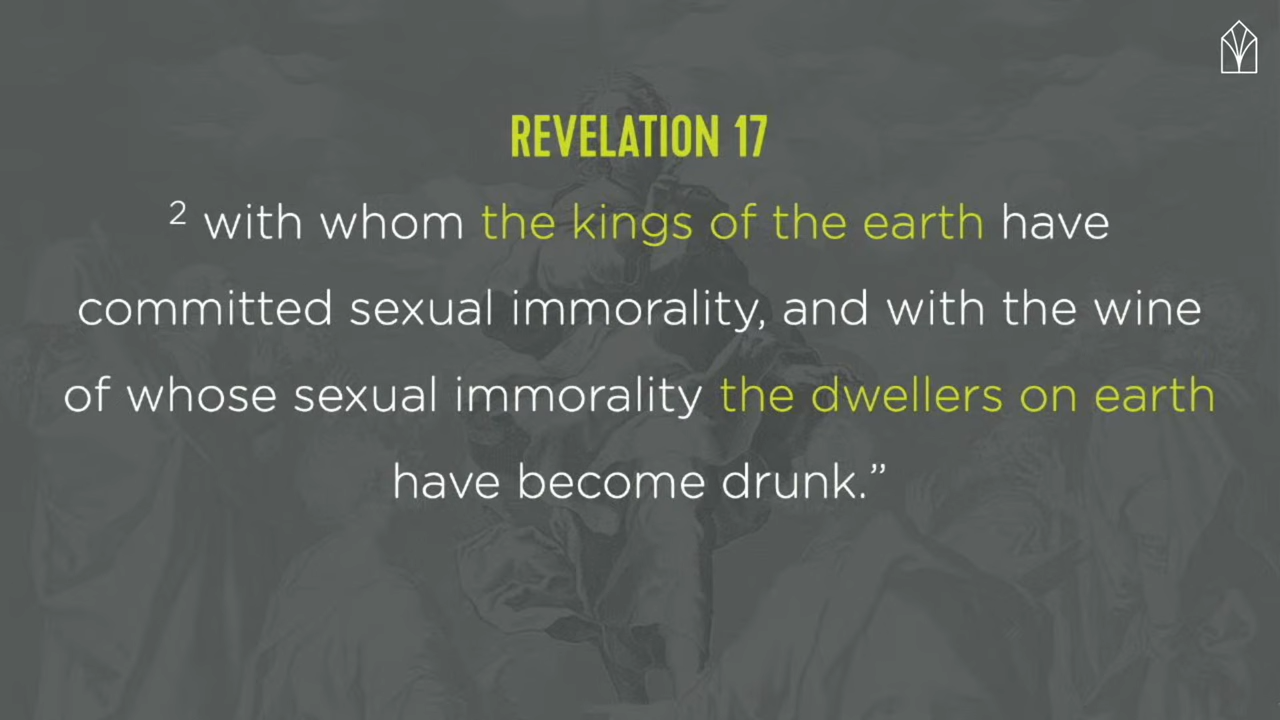 REVELATION 17
2 with whom the kings of the earth have
committed sexual immorality, and with the wine
of whose sexual immorality the dwellers on earth
have become drunk.”